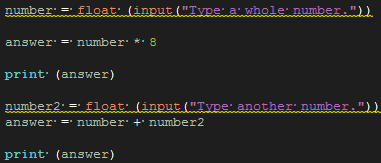 number = float (input("Type a whole number."))
answer = number * 8
print (answer)
number2 = float (input("Type another number."))
answer = number + number2
print (answer)